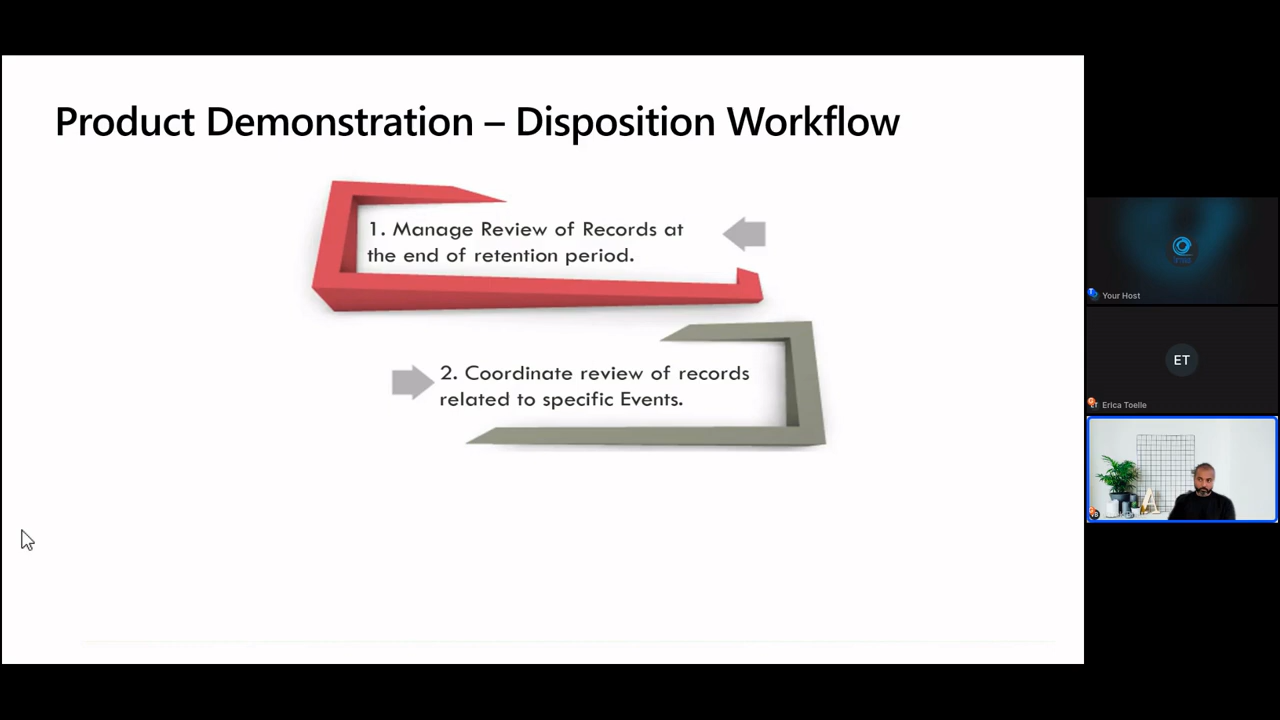 Product Demonstration – Disposition Workflow
1. Manage Review of Records at
the end of retention period.
2. Coordinate review of records
related to specific Events.
Your Host
ET
Erica Toelle